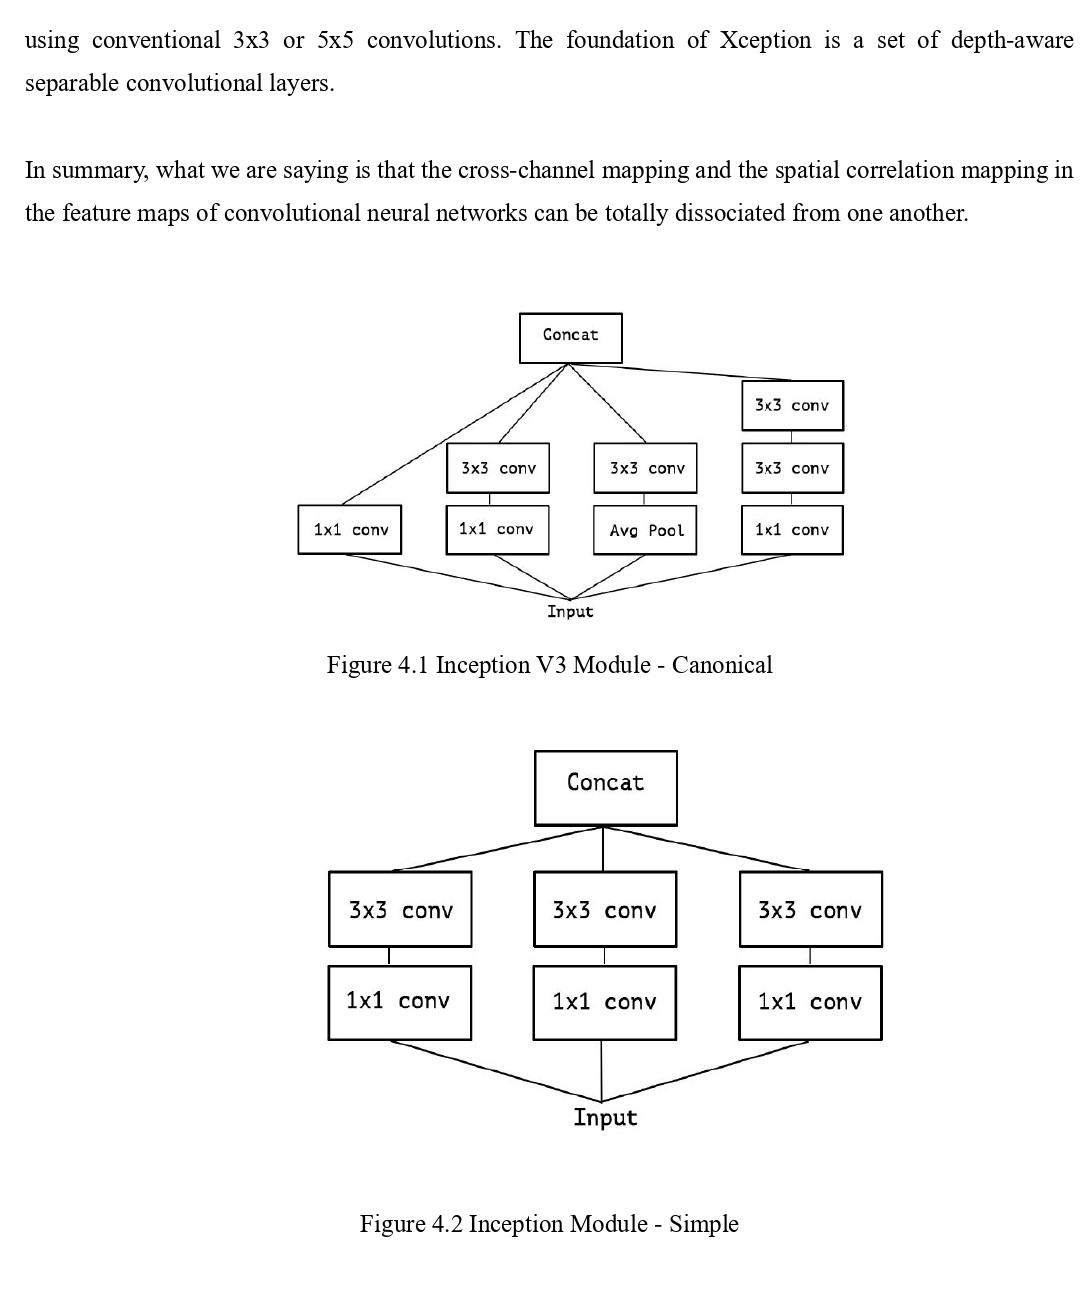 using conventional 3x3 or 5x5 convolutions. The foundation of Xception is a set of depth-aware
separable convolutional layers.
In summary, what we are saying is that the cross-channel mapping and the spatial correlation mapping in
the feature maps of convolutional neural networks can be totally dissociated from one another.
Concat
3x3 conv
3x3 conv
3x3 conv
3x3 conv
1x1 conv
1x1 conv
Avg Pool
1x1 conv
Input
Figure 4.1 Inception V3 Module - Canonical
Concat
3x3 conv
3x3 conv
3x3 conv
1x1 conv
1x1 conv
1x1 conv
Input
Figure 4.2 Inception Module - Simple